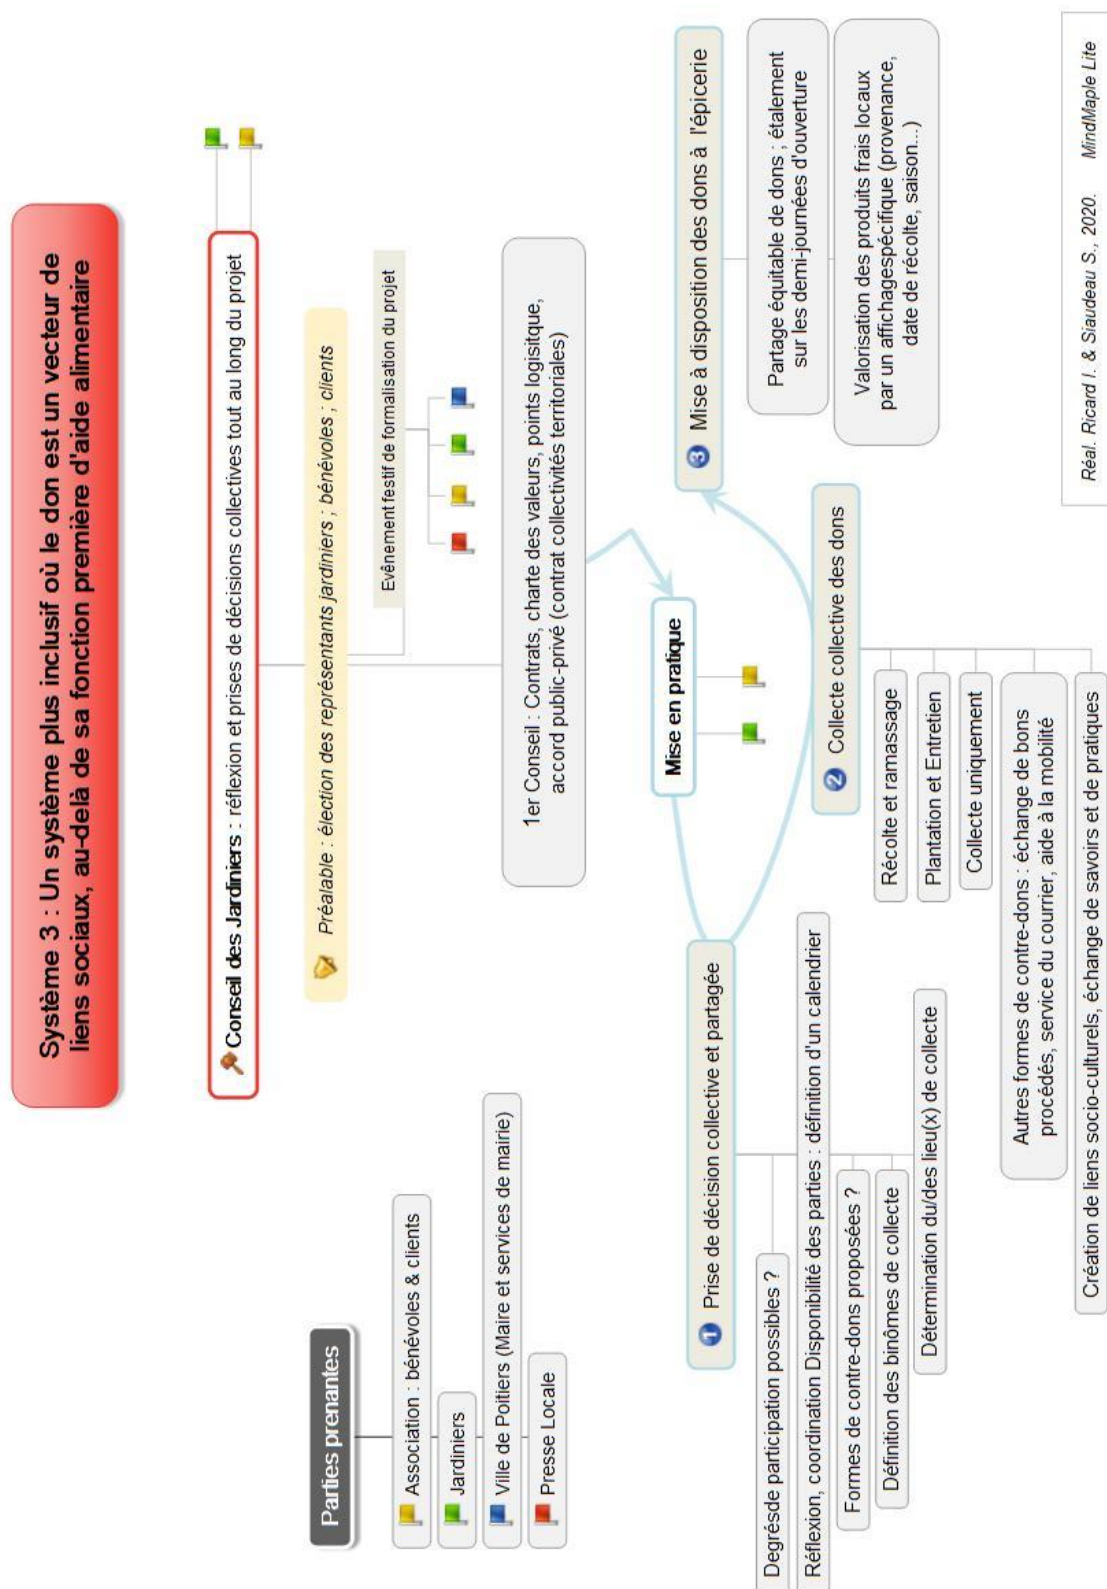 Système 3 : Un système plus inclusif où le don est un vecteur de
liens sociaux, au-delà de sa fonction première d'aide alimentaire
Parties prenantes
Association : bénévoles & clients
Jardiniers
Ville de Poitiers (Maire et services de mairie)
Presse Locale
Conseil des Jardiniers : réflexion et prises de décisions collectives tout au long du projet
Préalable : élection des représentants jardiniers ; bénévoles ; clients
Evênement festif de formalisation du projet
1er Conseil : Contrats, charte des valeurs, points logisitque,
accord public-privé (contrat collectivités territoriales)
Mise en pratique
1 Prise de décision collective et partagée
Degrésde participation possibles ?
Réflexion, coordination Disponibilité des parties : définition d'un calendrier
Formes de contre-dons proposées ?
Définition des binômes de collecte
Détermination du/des lieu(x) de collecte
2 Collecte collective des dons
Récolte et ramassage
Plantation et Entretien
Collecte uniquement
Autres formes de contre-dons : échange de bons
procédés, service du courrier, aide à la mobilité
Création de liens socio-culturels, échange de savoirs et de pratiques
3 Mise à disposition des dons à l'épicerie
Partage équitable de dons ; étalement
sur les demi-journées d'ouverture
Valorisation des produits frais locaux
par un affichagespécifique (provenance,
date de récolte, saison...)
Réal. Ricard I. & Siaudeau S., 2020. MindMaple Lite